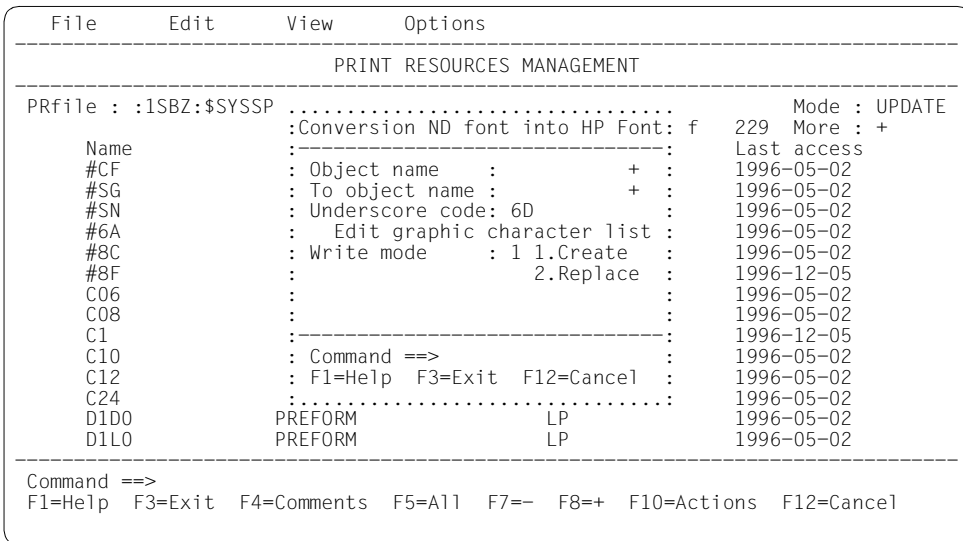 File Edit View Options
--------------------------------------------------------------------------------
PRINT RESOURCES MANAGEMENT
--------------------------------------------------------------------------------
PRfile : :1SBZ:$SYSSP ................................. Mode : UPDATE
:Conversion ND font into HP Font: f 229 More : +
Name :-------------------------------: Last access
#CF : Object name : + : 1996-05-02
#SG : To object name : + : 1996-05-02
#SN : Underscore code: 6D : 1996-05-02
#6A : Edit graphic character list : 1996-05-02
#8C : Write mode : 1 1.Create : 1996-05-02
#8F : 2.Replace : 1996-12-05
C06 : : 1996-05-02
C08 : : 1996-05-02
C1 :-------------------------------: 1996-12-05
C10 : Command ==> : 1996-05-02
C12 : F1=Help F3=Exit F12=Cancel : 1996-05-02
C24 :...............................: 1996-05-02
D1D0 PREFORM LP 1996-05-02
D1L0 PREFORM LP 1996-05-02
--------------------------------------------------------------------------------
Command ==>
F1=Help F3=Exit F4=Comments F5=All F7=- F8=+ F10=Actions F12=Cancel